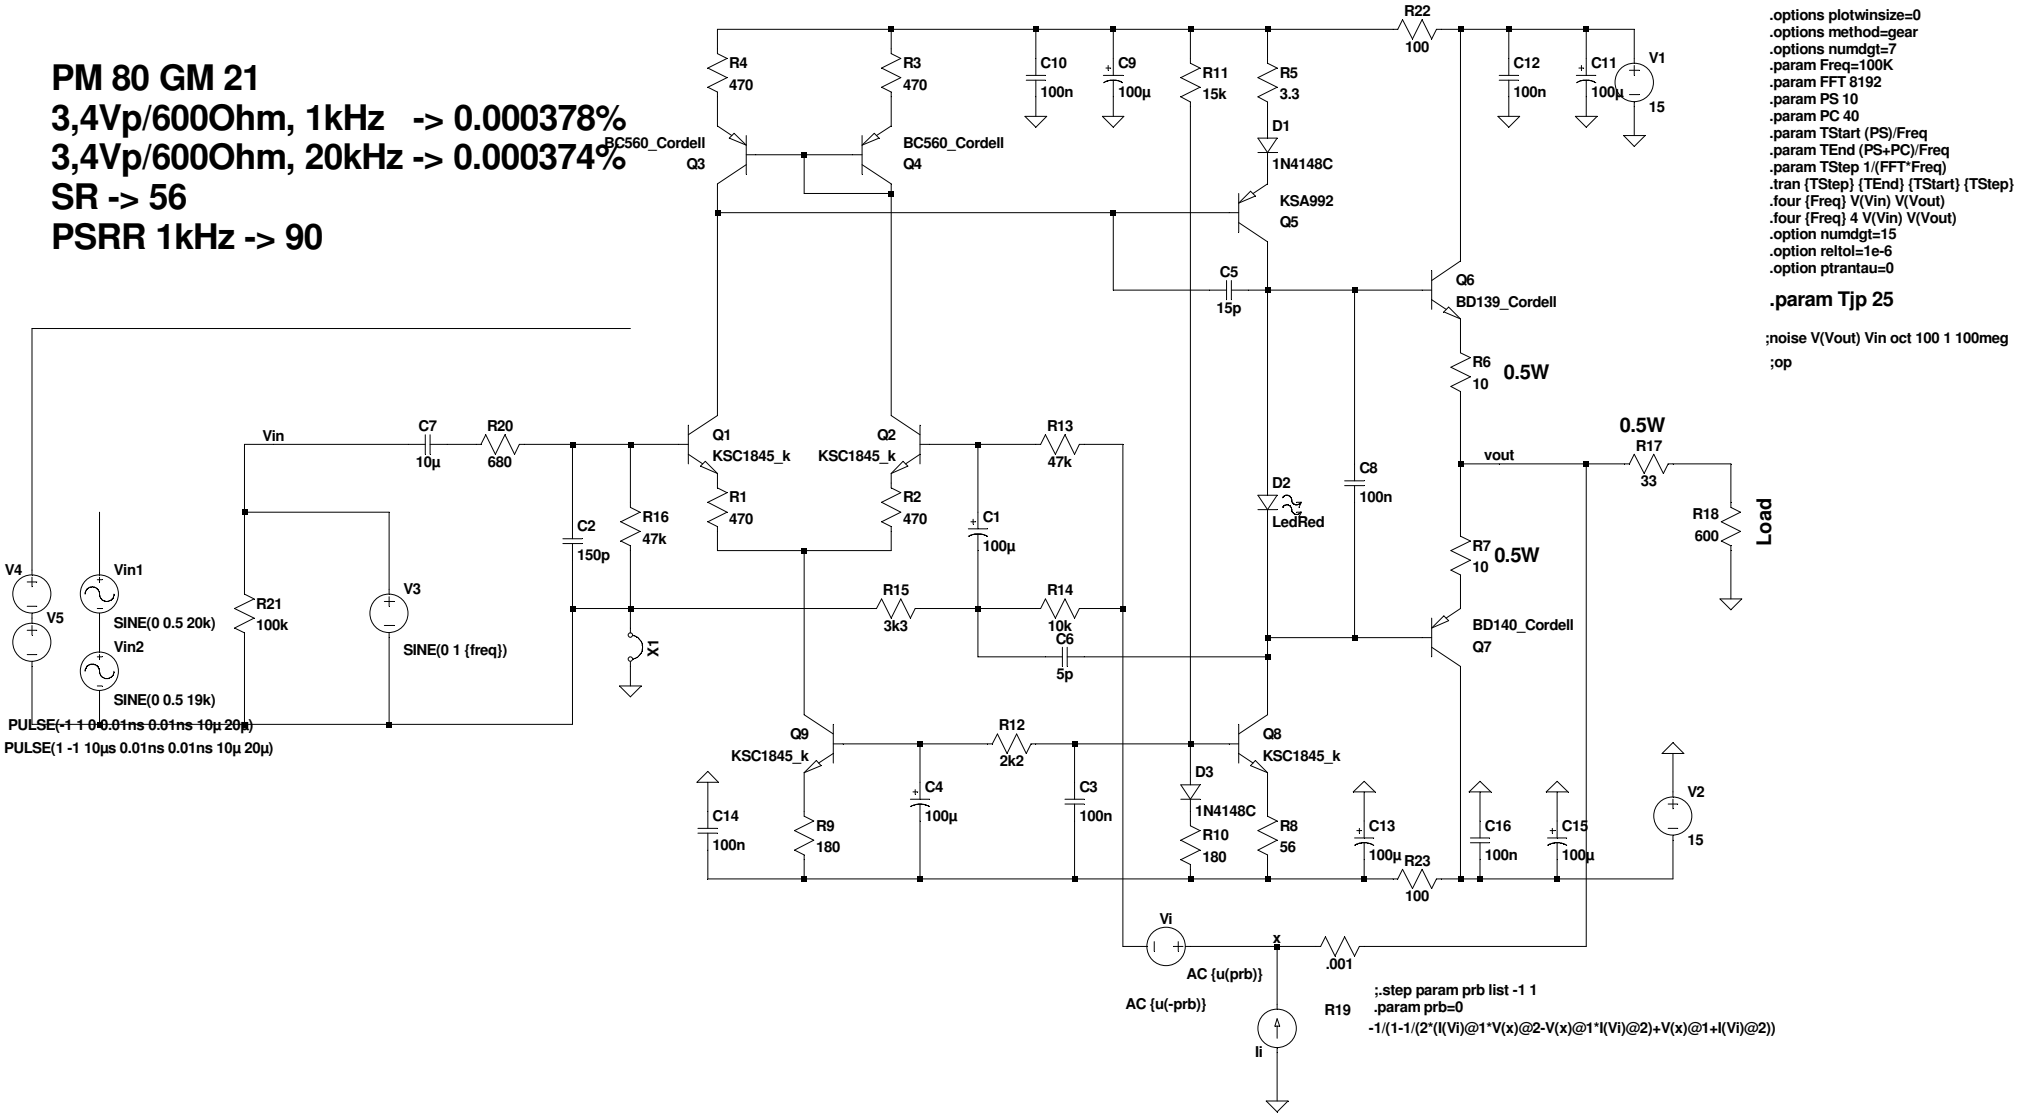 PM 80 GM 21
3,4Vp/600Ohm, 1kHz -> 0.000378%
3,4Vp/600Ohm, 20kHz -> 0.000374%
SR -> 56
PSRR 1kHz -> 90
R4
470
R3
470
BC560_Cordell
Q3
BC560_Cordell
Q4
C10
100n
C9
100µ
R11
15k
R5
3.3
D1
1N4148C
KSA992
Q5
R22
100
C12
100n
C11
100µ
V1
15
.options plotwinsize=0
.options method=gear
.options numdgt=7
.param Freq=100K
.param FFT 8192
.param PS 10
.param PC 40
.param TStart (PS)/Freq
.param TEnd (PS+PC)/Freq
.param TStep 1/(FFT*Freq)
.tran {TStep} {TEnd} {TStart} {TStep}
.four {Freq} V(Vin) V(Vout)
.four {Freq} 4 V(Vin) V(Vout)
.option numdgt=15
.option reltol=1e-6
.option ptrantau=0
.param Tjp 25
;noise V(Vout) Vin oct 100 1 100meg
;op
C5
15p
Q6
BD139_Cordell
R6
10
0.5W
Vin
C7
10µ
R20
680
Q1
KSC1845_k
Q2
KSC1845_k
R13
47k
R1
470
R2
470
C2
150p
R16
47k
C1
100µ
D2
LedRed
C8
100n
vout
0.5W
R17
33
R18
600
Load
R7
10
0.5W
V4
V5
Vin1
SINE(0 0.5 20k)
Vin2
SINE(0 0.5 19k)
R21
100k
V3
SINE(0 1 {freq})
PULSE(-1 1 0 0.01ns 0.01ns 10µ 20µ)
PULSE(1 -1 10µs 0.01ns 0.01ns 10µ 20µ)
X1
R15
3k3
R14
10k
C6
5p
BD140_Cordell
Q7
Q9
KSC1845_k
R12
2k2
Q8
KSC1845_k
C14
100n
R9
180
C4
100µ
C3
100n
D3
1N4148C
R10
180
R8
56
C13
100µ
R23
100
C16
100n
C15
100µ
V2
15
Vi
AC {u(prb)}
AC {u(-prb)}
x
.001
R19
Ii
;.step param prb list -1 1
.param prb=0
-1/(1-1/(2*(I(Vi)@1*V(x)@2-V(x)@1*I(Vi)@2)+V(x)@1+I(Vi)@2))